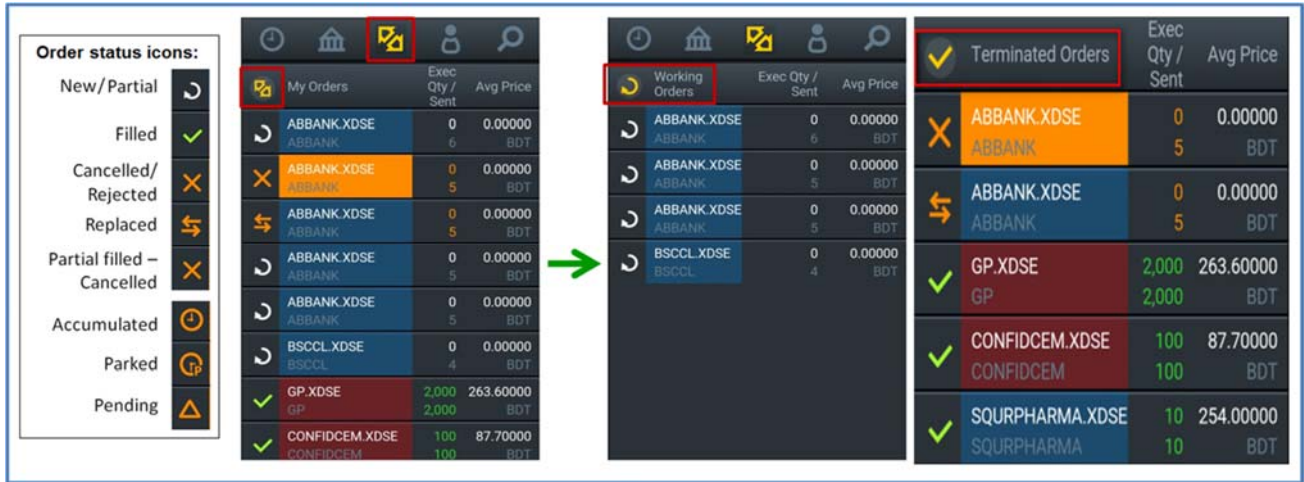 Order status icons:
New/Partial
Filled
Cancelled/
Rejected
Replaced
Partial filled –
Cancelled
Accumulated
Parked
Pending
My Orders
Exec
Qty /
Sent
Avg Price
ABBANK.XDSE 0 0.00000
ABBANK 6 BDT
ABBANK.XDSE 0 0.00000
ABBANK 5 BDT
ABBANK.XDSE 0 0.00000
ABBANK 5 BDT
ABBANK.XDSE 0 0.00000
ABBANK 5 BDT
ABBANK.XDSE 0 0.00000
ABBANK 5 BDT
BSCCL.XDSE 0 0.00000
BSCCL 4 BDT
GP.XDSE 2,000 263.60000
GP 2,000 BDT
CONFIDCEM.XDSE 100 87.70000
CONFIDCEM 100 BDT
Working
Orders
Exec Qty /
Sent
Avg Price
ABBANK.XDSE 0 0.00000
ABBANK 6 BDT
ABBANK.XDSE 0 0.00000
ABBANK 5 BDT
ABBANK.XDSE 0 0.00000
ABBANK 5 BDT
BSCCL.XDSE 0 0.00000
BSCCL 4 BDT
Terminated Orders
Exec
Qty /
Sent
Avg Price
ABBANK.XDSE 0 0.00000
ABBANK 5 BDT
ABBANK.XDSE 0 0.00000
ABBANK 5 BDT
GP.XDSE 2,000 263.60000
GP 2,000 BDT
CONFIDCEM.XDSE 100 87.70000
CONFIDCEM 100 BDT
SQURPHARMA.XDSE 10 254.00000
SQURPHARMA 10 BDT